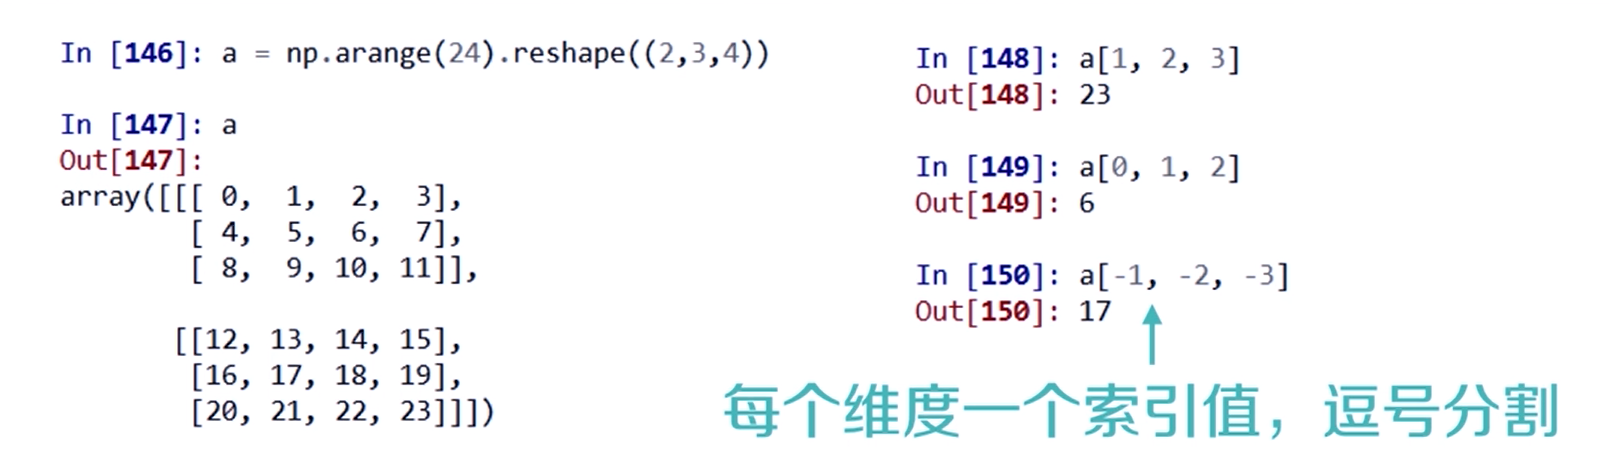 In [146]: a = np.arange(24).reshape((2,3,4))
In [147]: a
Out[147]:
array([[[ 0,  1,  2,  3],
        [ 4,  5,  6,  7],
        [ 8,  9, 10, 11]],
       [[12, 13, 14, 15],
        [16, 17, 18, 19],
        [20, 21, 22, 23]]])
In [148]: a[1, 2, 3]
Out[148]: 23
In [149]: a[0, 1, 2]
Out[149]: 6
In [150]: a[-1, -2, -3]
Out[150]: 17
每个维度一个索引值，逗号分割